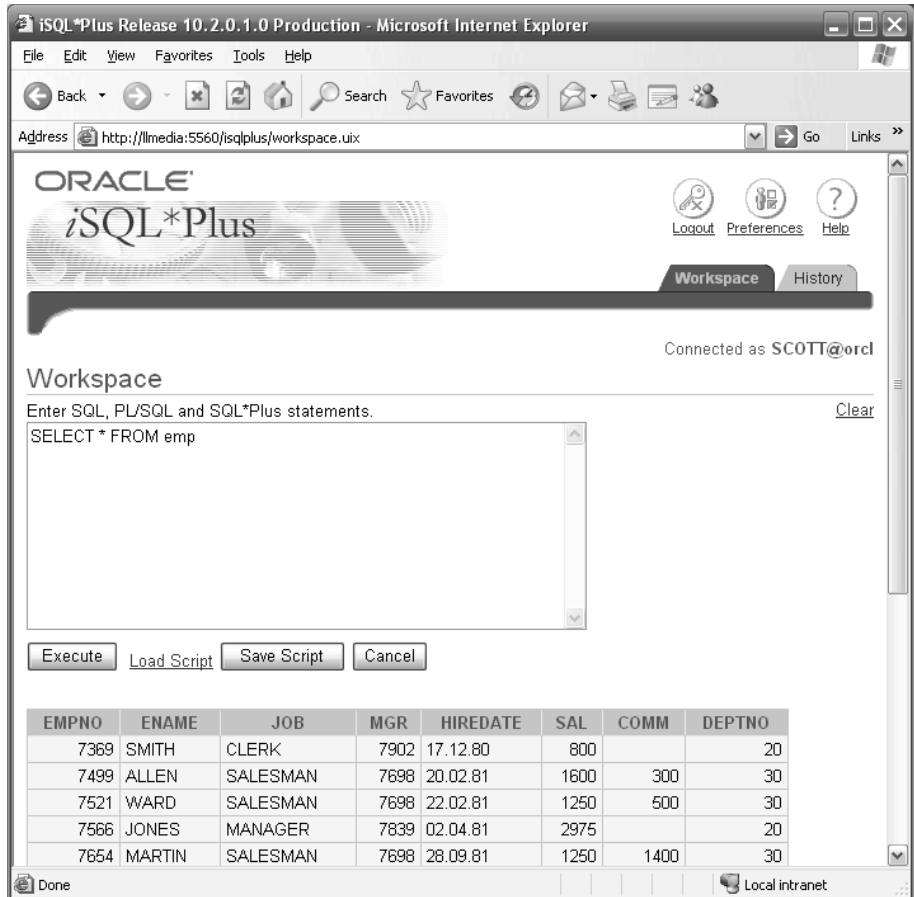 iSQL*Plus Release 10.2.0.1.0 Production - Microsoft Internet Explorer
File Edit View Favorites Tools Help
Back Search Favorites
Address http://llmedia:5560/isqlplus/workspace.uix Go Links »
ORACLE'
iSQL*Plus
Logout Preferences Help
Workspace History
Connected as SCOTT@orcl
Workspace
Enter SQL, PL/SQL and SQL*Plus statements. Clear
SELECT * FROM emp
Execute Load Script Save Script Cancel
EMPNO ENAME JOB MGR HIREDATE SAL COMM DEPTNO
7369 SMITH CLERK 7902 17.12.80 800 20
7499 ALLEN SALESMAN 7698 20.02.81 1600 300 30
7521 WARD SALESMAN 7698 22.02.81 1250 500 30
7566 JONES MANAGER 7839 02.04.81 2975 20
7654 MARTIN SALESMAN 7698 28.09.81 1250 1400 30
Done Local intranet